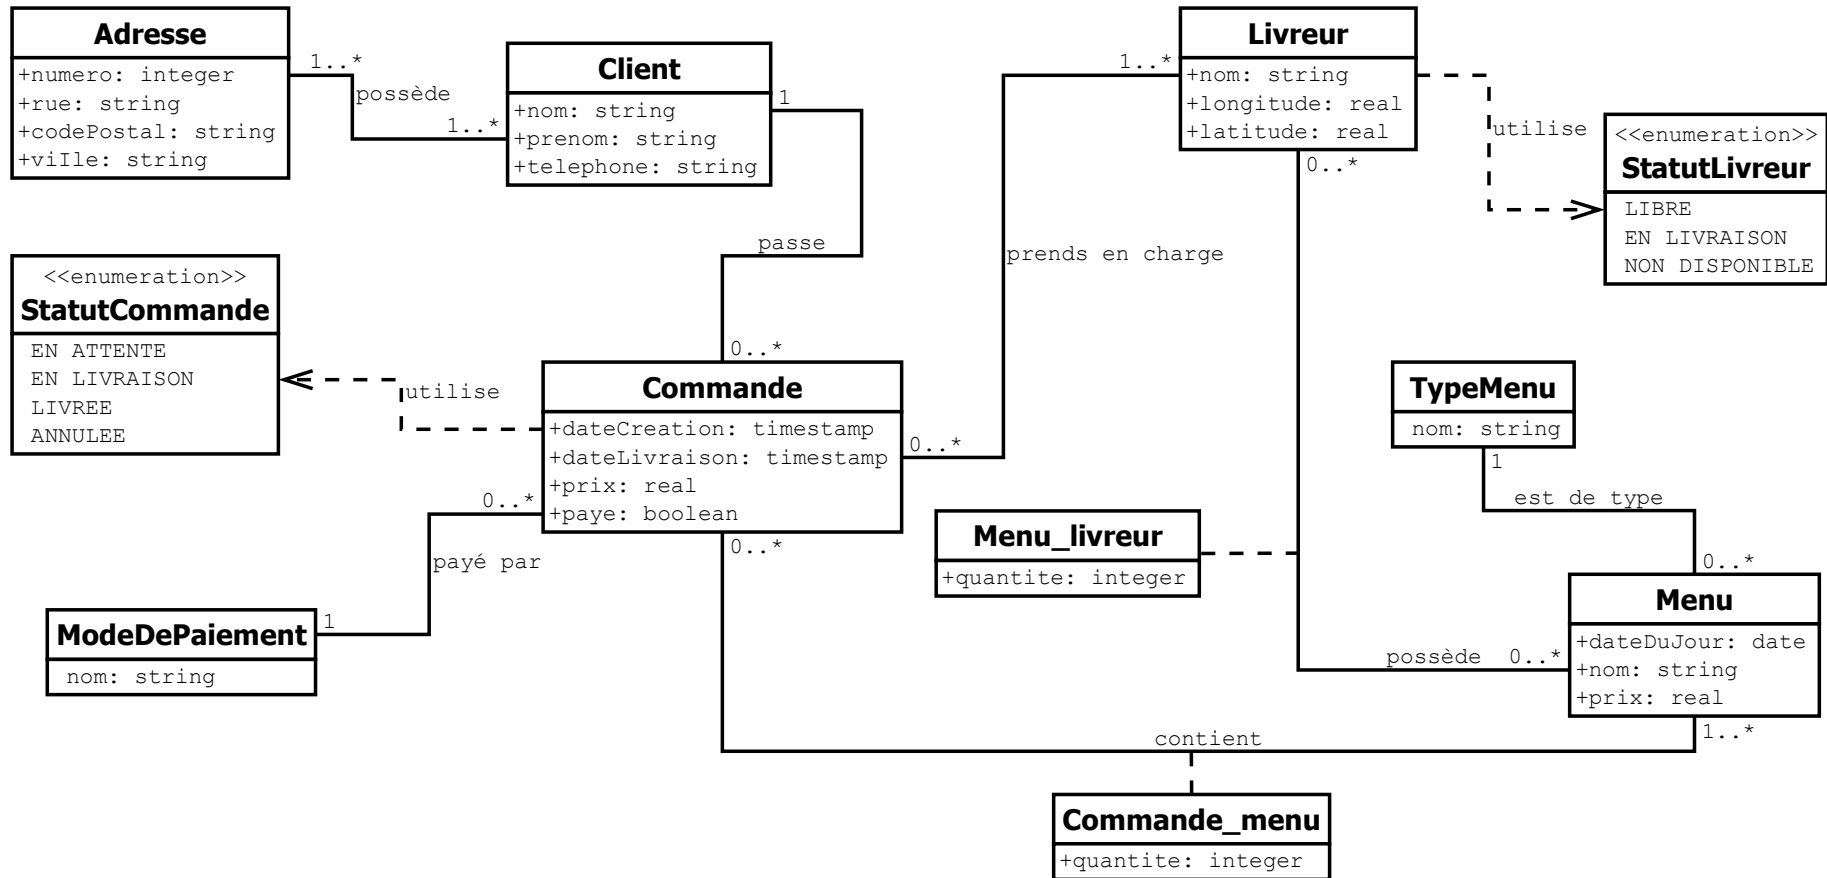 Adresse
+numero: integer
+rue: string
+codePostal: string
+viIle: string
1..*
possède
1..*
Client
+nom: string
+prenom: string
+telephone: string
1
passe
0..*
Livreur
+nom: string
+longitude: real
+latitude: real
1..*
prends en charge
0..*
0..*
utilise
<<enumeration>>
StatutLivreur
LIBRE
EN LIVRAISON
NON DISPONIBLE
<<enumeration>>
StatutCommande
EN ATTENTE
EN LIVRAISON
LIVREE
ANNULEE
utilise
Commande
+dateCreation: timestamp
+dateLivraison: timestamp
+prix: real
+paye: boolean
0..*
payé par
1
ModeDePaiement
nom: string
0..*
TypeMenu
nom: string
1
est de type
0..*
Menu_livreur
+quantite: integer
possède
0..*
Menu
+dateDuJour: date
+nom: string
+prix: real
1..*
contient
Commande_menu
+quantite: integer